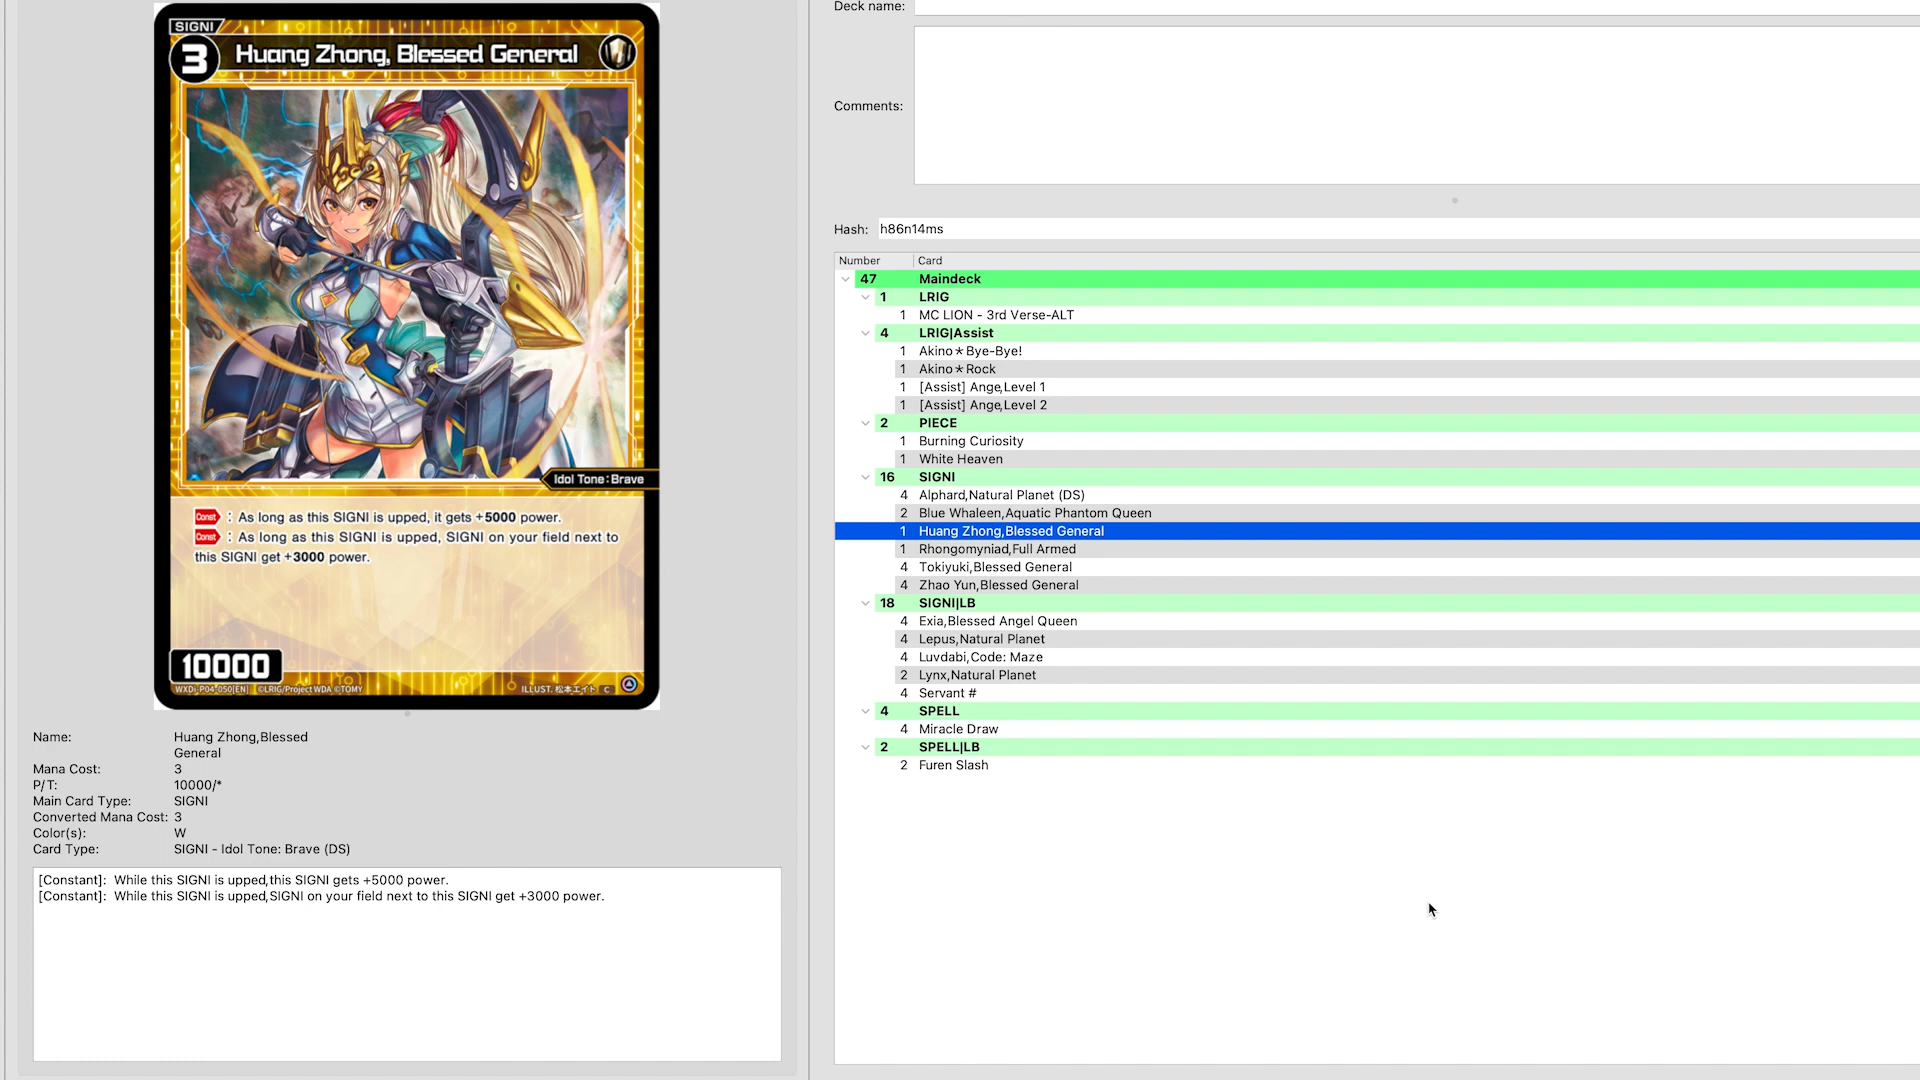 SIGNI
3
Huang Zhong, Blessed General
Idol Tone:Brave
Const : As long as this SIGNI is upped, it gets +5000 power.
Const : As long as this SIGNI is upped, SIGNI on your field next to
this SIGNI get +3000 power.
10000
WXDi-P04-050[EN] ©LRIG/Project WDA ©TOMY
ILLUST. 松本エイト C
Name: Huang Zhong,Blessed
General
Mana Cost: 3
P/T: 10000/*
Main Card Type: SIGNI
Converted Mana Cost: 3
Color(s): W
Card Type: SIGNI - Idol Tone: Brave (DS)
[Constant]: While this SIGNI is upped,this SIGNI gets +5000 power.
[Constant]: While this SIGNI is upped,SIGNI on your field next to this SIGNI get +3000 power.
Deck name:
Comments:
Hash: h86n14ms
Number Card
47 Maindeck
1 LRIG
1 MC LION - 3rd Verse-ALT
4 LRIG|Assist
1 Akino＊Bye-Bye!
1 Akino＊Rock
1 [Assist] Ange,Level 1
1 [Assist] Ange,Level 2
2 PIECE
1 Burning Curiosity
1 White Heaven
16 SIGNI
4 Alphard,Natural Planet (DS)
2 Blue Whaleen,Aquatic Phantom Queen
1 Huang Zhong,Blessed General
1 Rhongomyniad,Full Armed
4 Tokiyuki,Blessed General
4 Zhao Yun,Blessed General
18 SIGNI|LB
4 Exia,Blessed Angel Queen
4 Lepus,Natural Planet
4 Luvdabi,Code: Maze
2 Lynx,Natural Planet
4 Servant #
4 SPELL
4 Miracle Draw
2 SPELL|LB
2 Furen Slash